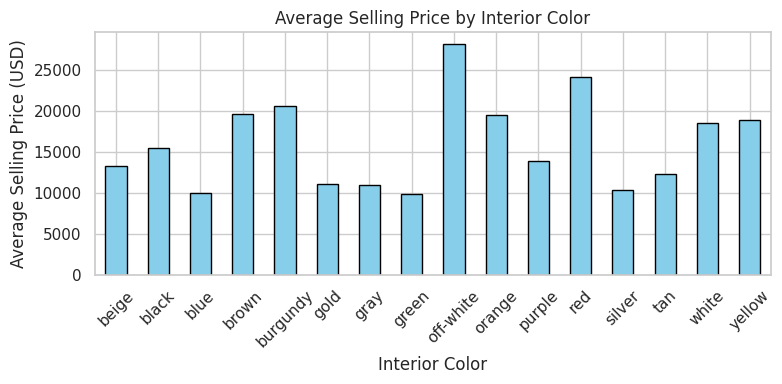 Average Selling Price by Interior Color
Average Selling Price (USD)
25000
20000
15000
10000
5000
0
beige
black
blue
brown
burgundy
gold
gray
green
off-white
orange
purple
red
silver
tan
white
yellow
Interior Color